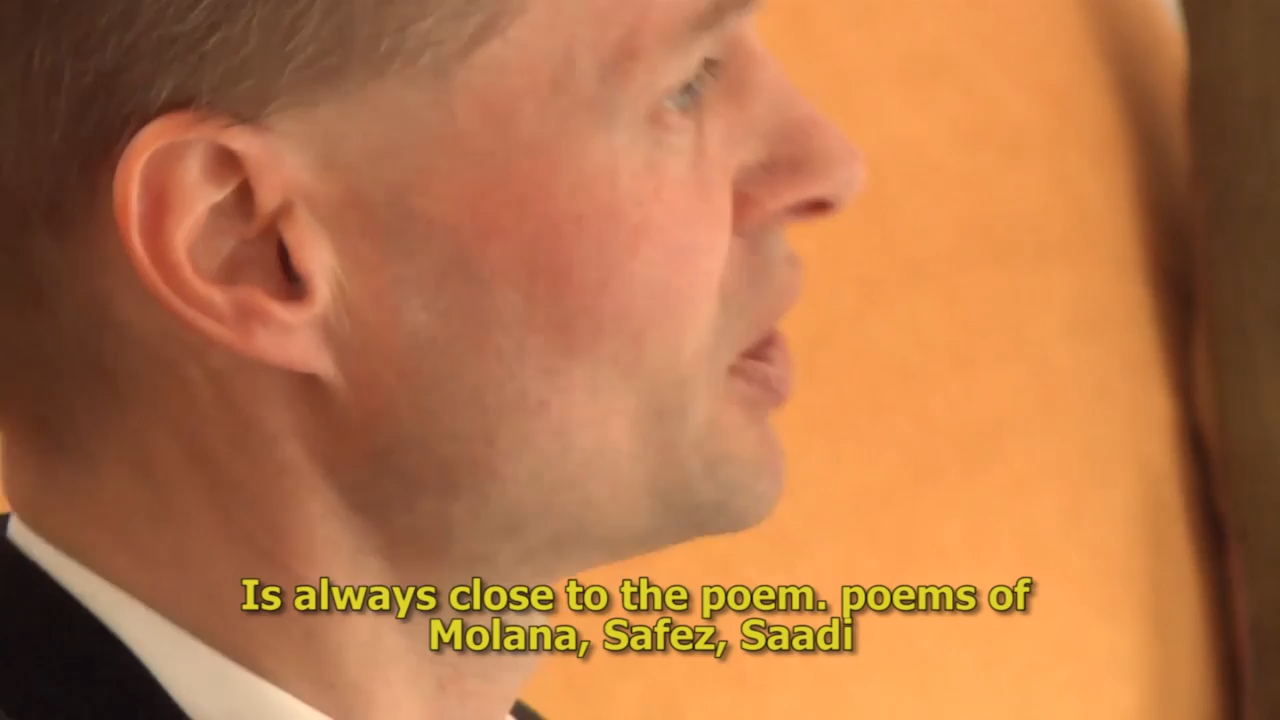 Is always close to the poem. poems of
Molana, Safez, Saadi